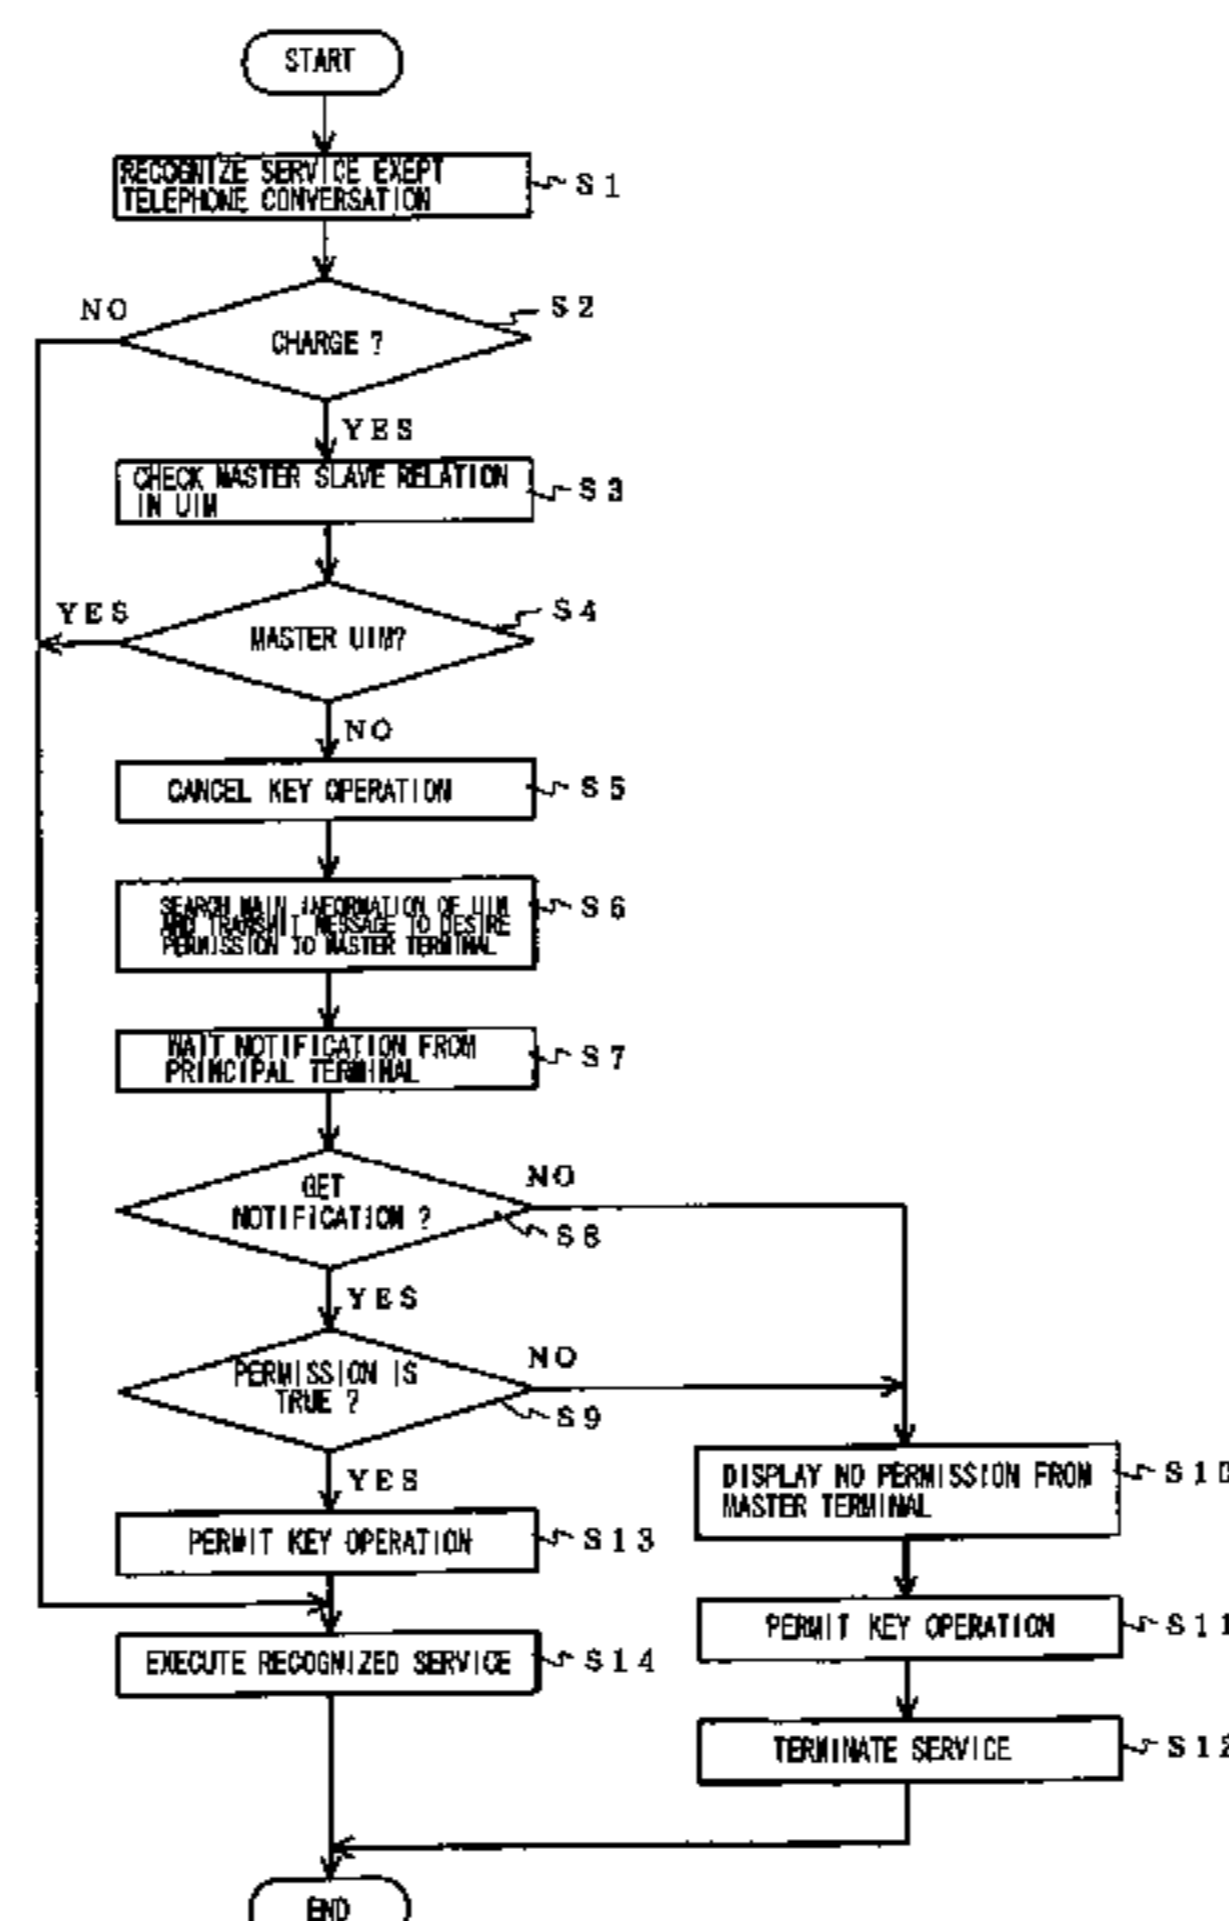 START
RECOGNIZE SERVICE EXEPT
TELEPHONE CONVERSATION
S1
NO
S2
CHARGE ?
YES
CHECK MASTER SLAVE RELATION
IN UIM
S3
YES
S4
MASTER UIM?
NO
CANCEL KEY OPERATION
S5
SEARCH MAIN INFORMATION OF UIM
AND TRANSMIT MESSAGE TO DESIRE
PERMISSION TO MASTER TERMINAL
S6
WAIT NOTIFICATION FROM
PRINCIPAL TERMINAL
S7
GET
NOTIFICATION ?
NO
S8
YES
PERMISSION IS
TRUE ?
NO
S9
YES
DISPLAY NO PERMISSION FROM
MASTER TERMINAL
S10
PERMIT KEY OPERATION
S13
PERMIT KEY OPERATION
S11
EXECUTE RECOGNIZED SERVICE
S14
TERMINATE SERVICE
S12
END